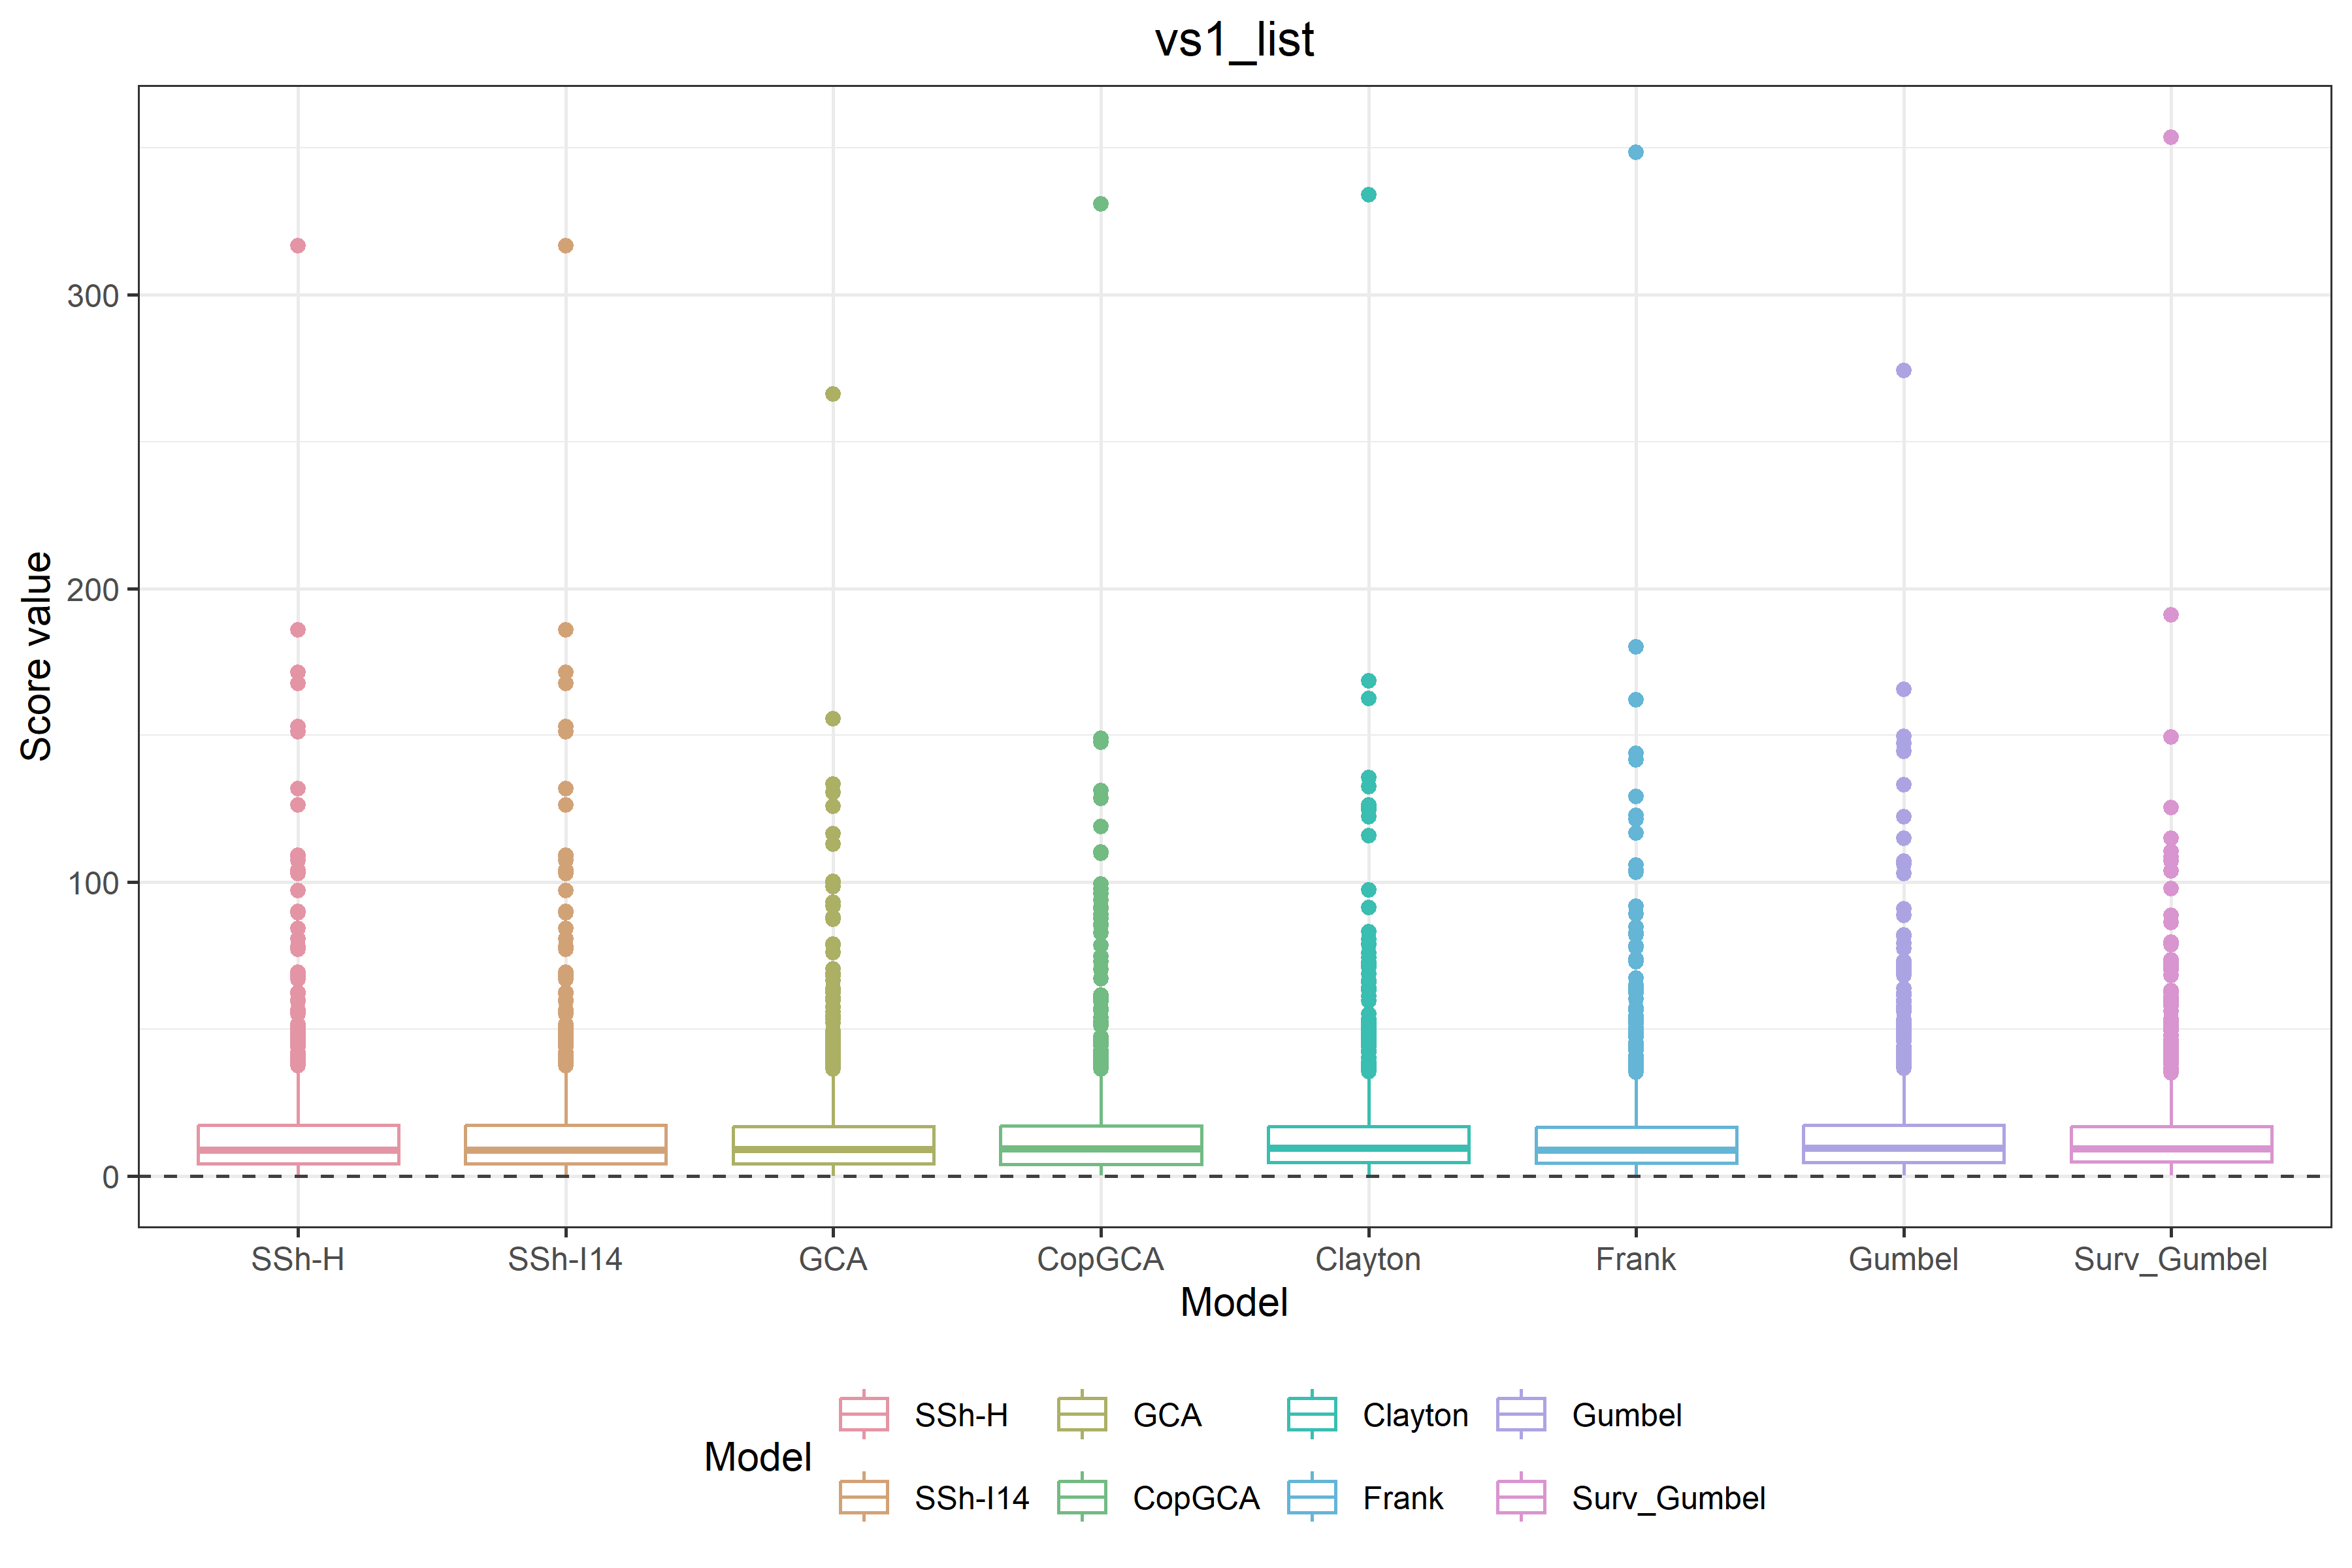 vs1_list
Score value
300
200
100
0
SSh-H SSh-I14 GCA CopGCA Clayton Frank Gumbel Surv_Gumbel
Model
Model
SSh-H GCA Clayton Gumbel
SSh-I14 CopGCA Frank Surv_Gumbel